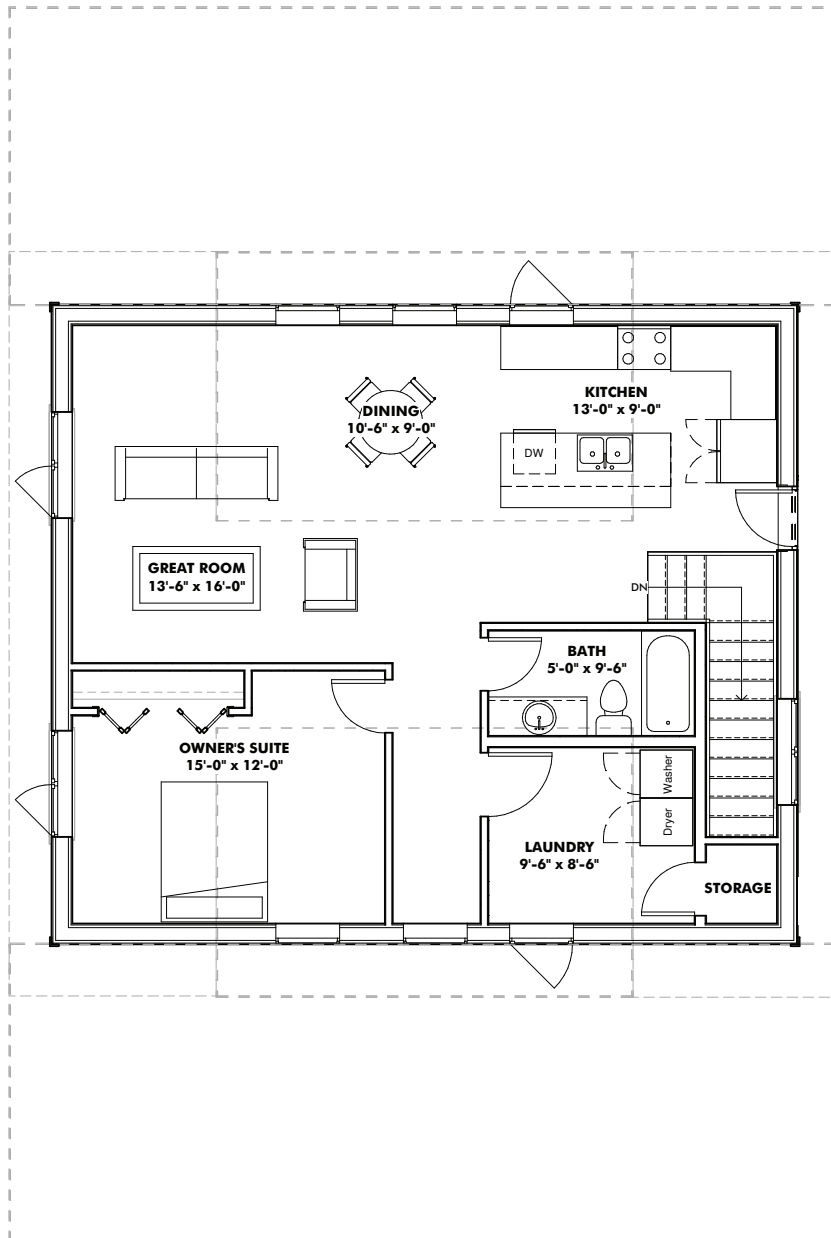 KITCHEN
13'-0" x 9'-0"
DINING
10'-6" x 9'-0"
DW
GREAT ROOM
13'-6" x 16'-0"
DN
BATH
5'-0" x 9'-6"
OWNER'S SUITE
15'-0" x 12'-0"
Washer
Dryer
LAUNDRY
9'-6" x 8'-6"
STORAGE